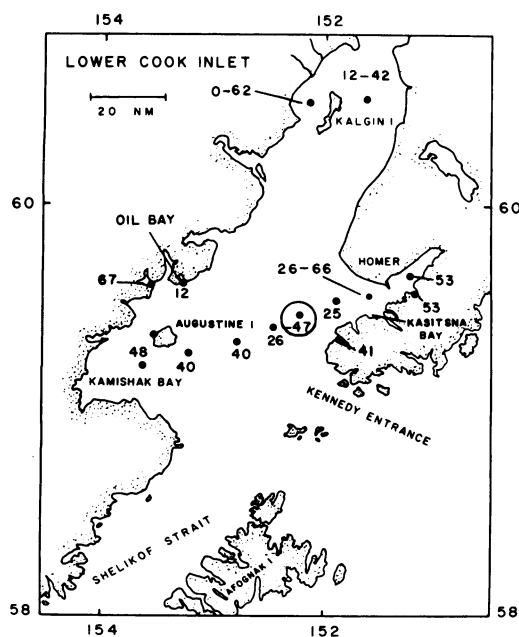 154
152
LOWER COOK INLET
20 NM
0-62
12-42
KALGIN I
60
60
OIL BAY
HOMER
67
12
26-66
53
53
25
KASITSNA
BAY
AUGUSTINE I
-47
26
48
40
40
41
KAMISHAK BAY
KENNEDY ENTRANCE
SHELIKOF STRAIT
AFOGNAK I
58
58
154
152